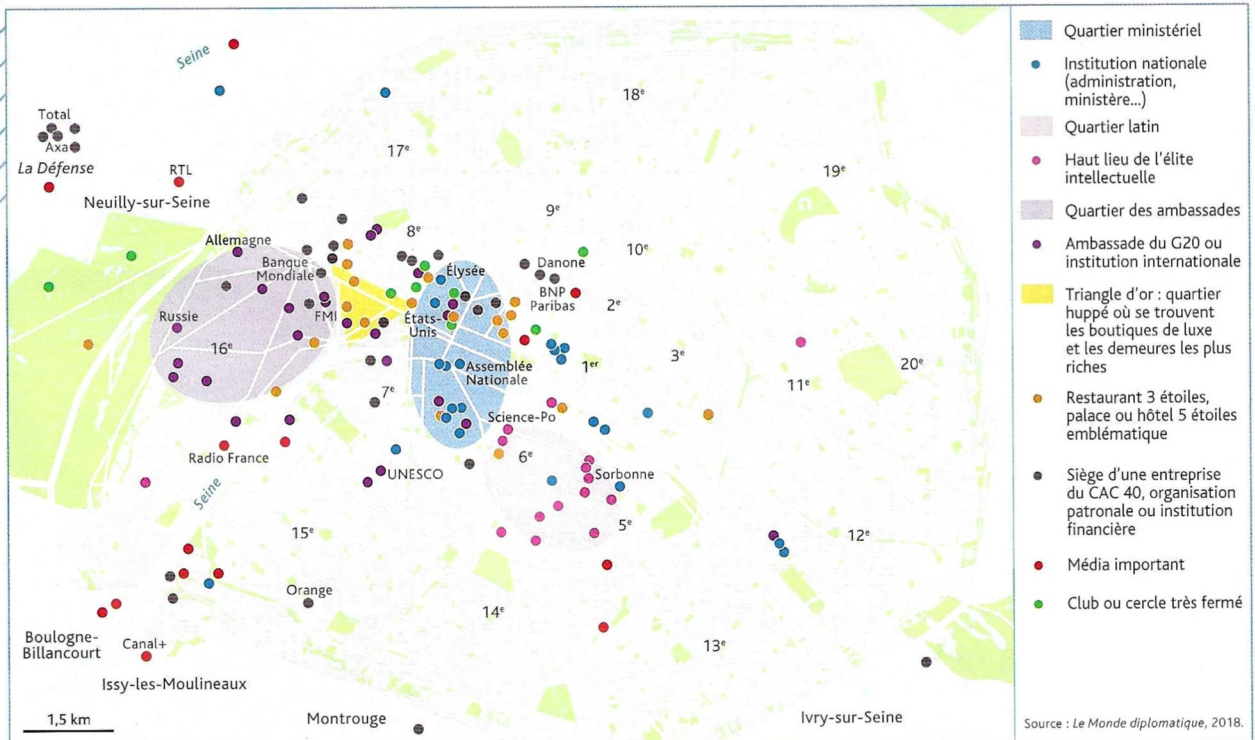 Seine
18e
Total
Axa
La Défense
17e
RTL
Neuilly-sur-Seine
19e
9e
8e
10e
Allemagne
Banque
Mondiale
Élysée
Danone
BNP
Paribas
2e
Russie
FMI
États-
Unis
16e
Assemblée
Nationale
1er
3e
11e
20e
7e
Science-Po
6e
Radio France
UNESCO
Sorbonne
Seine
5e
15e
12e
Orange
14e
Boulogne-
Billancourt
Canal+
13e
Issy-les-Moulineaux
Montrouge
Ivry-sur-Seine
1,5 km
Quartier ministériel
Institution nationale
(administration,
ministère...)
Quartier latin
Haut lieu de l'élite
intellectuelle
Quartier des ambassades
Ambassade du G20 ou
institution internationale
Triangle d'or : quartier
huppé où se trouvent
les boutiques de luxe
et les demeures les plus
riches
Restaurant 3 étoiles,
palace ou hôtel 5 étoiles
emblématique
Siège d'une entreprise
du CAC 40, organisation
patronale ou institution
financière
Média important
Club ou cercle très fermé
Source : Le Monde diplomatique, 2018.